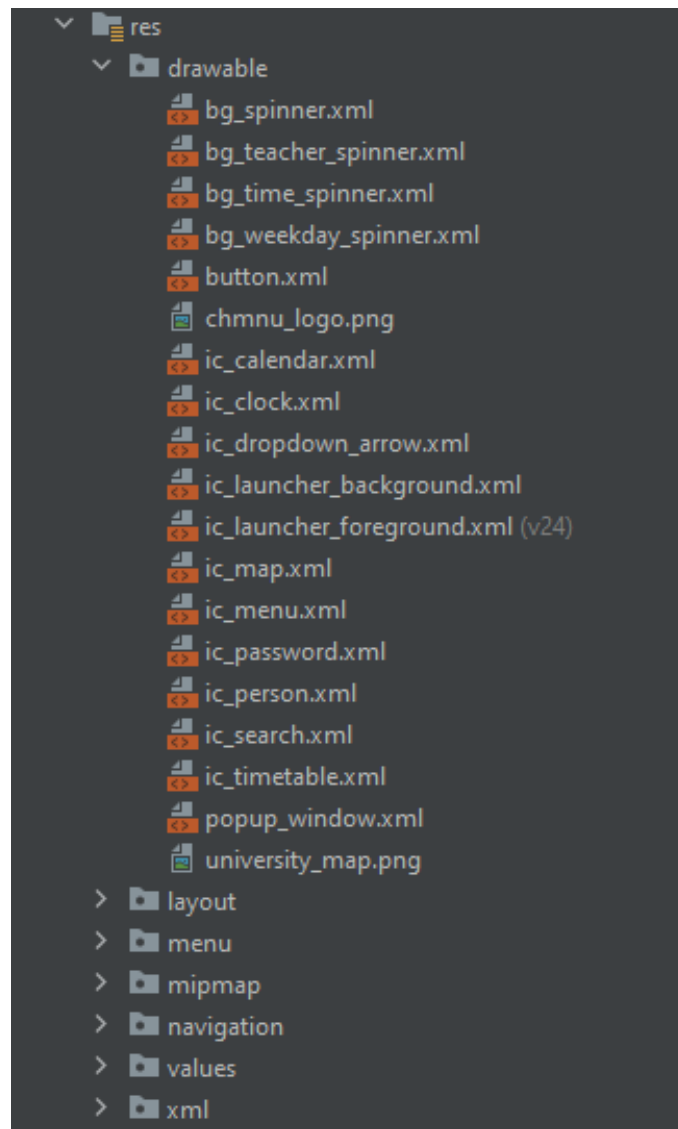 res
drawable
bg_spinner.xml
bg_teacher_spinner.xml
bg_time_spinner.xml
bg_weekday_spinner.xml
button.xml
chmnu_logo.png
ic_calendar.xml
ic_clock.xml
ic_dropdown_arrow.xml
ic_launcher_background.xml
ic_launcher_foreground.xml (v24)
ic_map.xml
ic_menu.xml
ic_password.xml
ic_person.xml
ic_search.xml
ic_timetable.xml
popup_window.xml
university_map.png
layout
menu
mipmap
navigation
values
xml